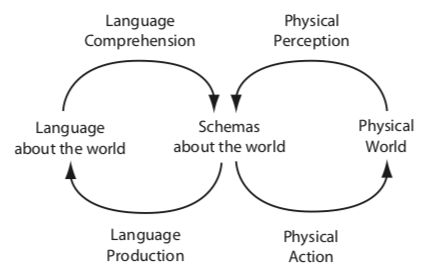 Language
Comprehension
Physical
Perception
Language
about the world
Schemas
about the world
Physical
World
Language
Production
Physical
Action